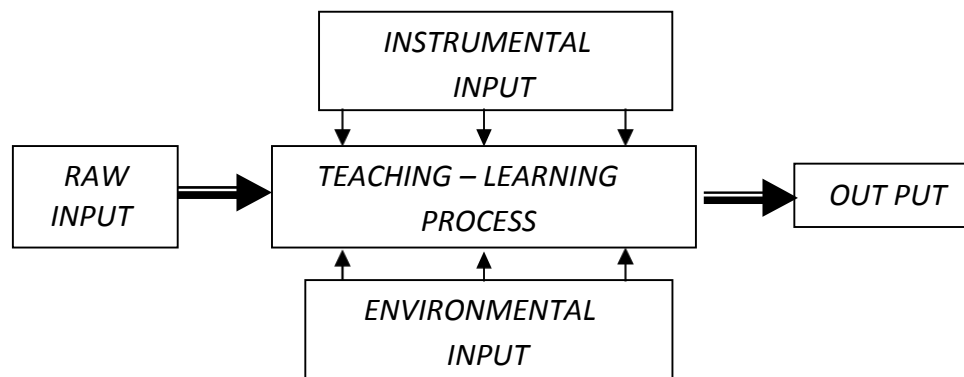 INSTRUMENTAL
INPUT
RAW
INPUT
TEACHING – LEARNING
PROCESS
OUT PUT
ENVIRONMENTAL
INPUT